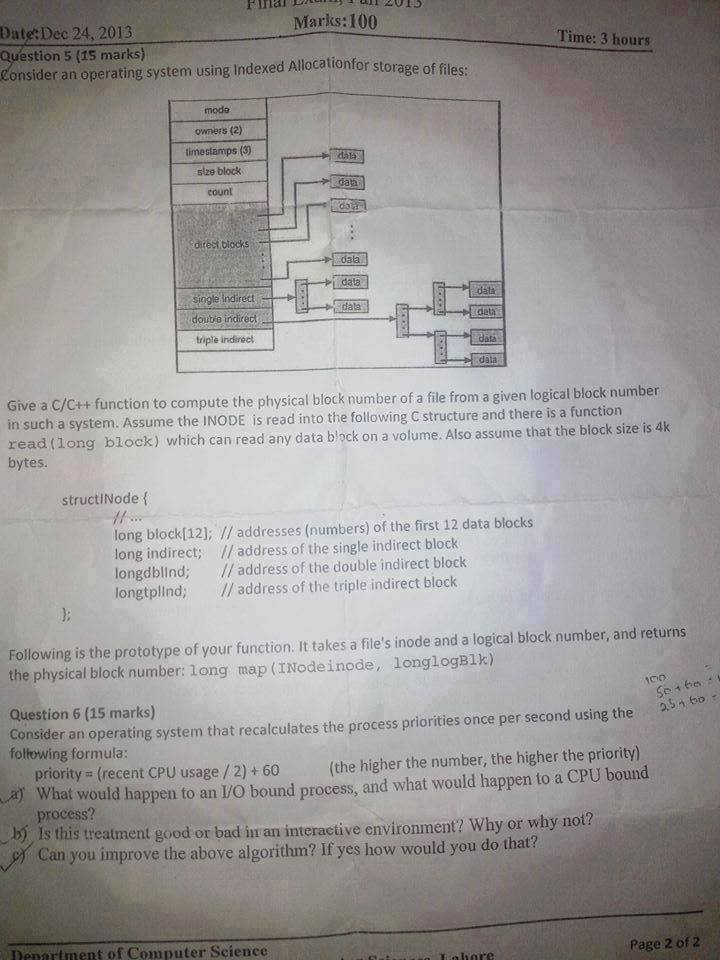 Marks:100
Date:Dec 24, 2013
Time: 3 hours
Question 5 (15 marks)
Consider an operating system using Indexed Allocationfor storage of files:
mode
owners (2)
timestamps (3)
size block
count
direct blocks
single indirect
double indirect
triple indirect
data
data
data
data
data
data
data
data
data
data
Give a C/C++ function to compute the physical block number of a file from a given logical block number
in such a system. Assume the INODE is read into the following C structure and there is a function
read(long block) which can read any data block on a volume. Also assume that the block size is 4k
bytes.
structINode {
// ...
long block[12]; // addresses (numbers) of the first 12 data blocks
long indirect; // address of the single indirect block
longdblInd; // address of the double indirect block
longtplInd; // address of the triple indirect block
};
Following is the prototype of your function. It takes a file's inode and a logical block number, and returns
the physical block number: long map(INodeinode, longlogBlk)
100
50+60 =
25+60 =
Question 6 (15 marks)
Consider an operating system that recalculates the process priorities once per second using the
following formula:
priority = (recent CPU usage / 2) + 60 (the higher the number, the higher the priority)
a) What would happen to an I/O bound process, and what would happen to a CPU bound
process?
b) Is this treatment good or bad in an interactive environment? Why or why not?
c) Can you improve the above algorithm? If yes how would you do that?
Department of Computer Science
Lahore
Page 2 of 2